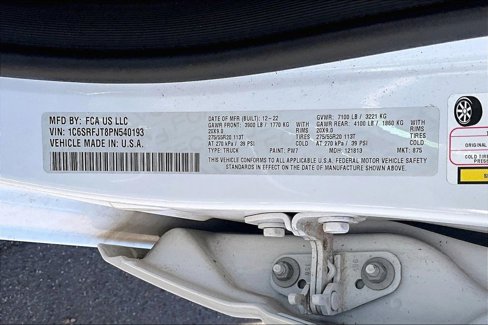 MFD BY: FCA US LLC
VIN: 1C6SRFJT8PN540193
VEHICLE MADE IN: U.S.A.
DATE OF MFR (BUILT): 12-22 GVWR: 7100 LB / 3221 KG
GAWR FRONT: 3900 LB / 1770 KG WITH GAWR REAR: 4100 LB / 1860 KG WITH
20X9.0 20X9.0
275/55R20 113T TIRES 275/55R20 113T TIRES
AT 270 kPa / 39 PSI COLD AT 270 kPa / 39 PSI COLD
TYPE: TRUCK PAINT: PW7 MDH: 121813 MKT: 875
THIS VEHICLE CONFORMS TO ALL APPLICABLE U.S.A. FEDERAL MOTOR VEHICLE SAFETY
STANDARDS IN EFFECT ON THE DATE OF MANUFACTURE SHOWN ABOVE.
ORIGINAL
COLD TI
PRESS